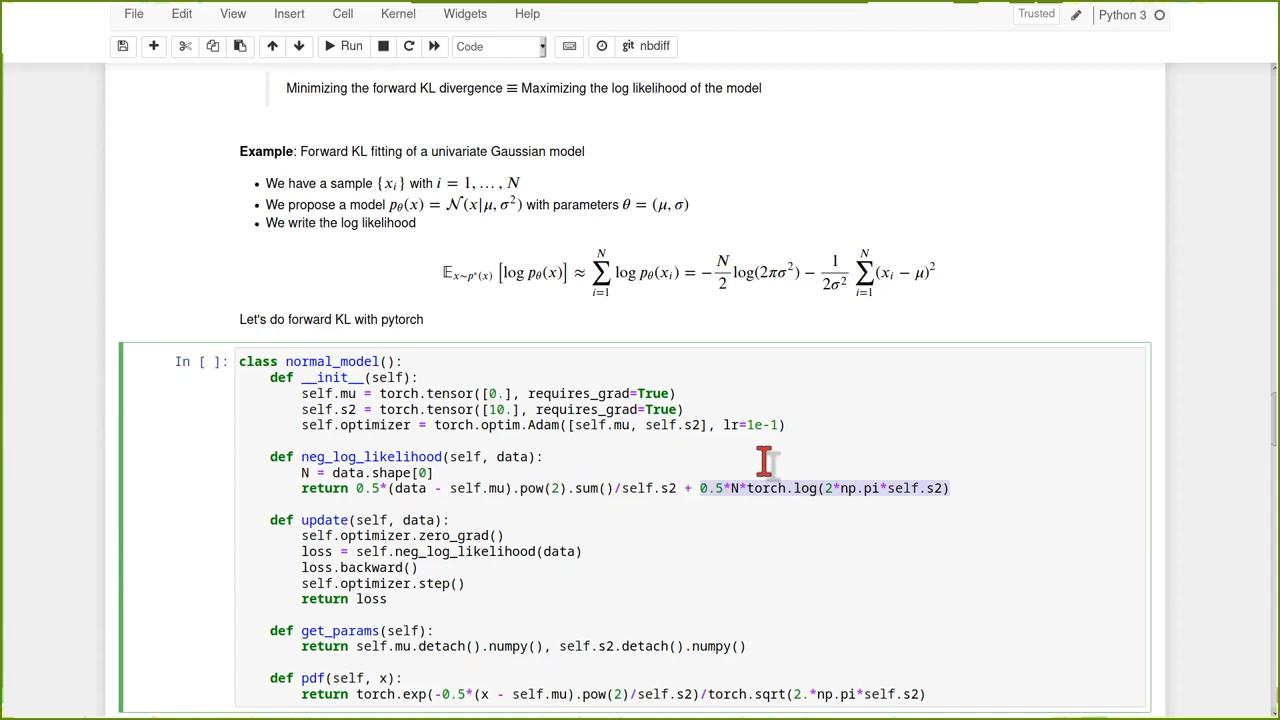 File Edit View Insert Cell Kernel Widgets Help Trusted Python 3
Run Code git nbdiff
Minimizing the forward KL divergence ≡ Maximizing the log likelihood of the model
Example: Forward KL fitting of a univariate Gaussian model
• We have a sample {x_i} with i = 1, … , N
• We propose a model p_θ(x) = 𝒩(x|μ, σ²) with parameters θ = (μ, σ)
• We write the log likelihood
𝔼_{x∼p*(x)} [log p_θ(x)] ≈ ∑_{i=1}^{N} log p_θ(x_i) = −N/2 log(2πσ²) − 1/2σ² ∑_{i=1}^{N} (x_i − μ)²
Let's do forward KL with pytorch
In [ ]: class normal_model():
def __init__(self):
self.mu = torch.tensor([0.], requires_grad=True)
self.s2 = torch.tensor([10.], requires_grad=True)
self.optimizer = torch.optim.Adam([self.mu, self.s2], lr=1e-1)
def neg_log_likelihood(self, data):
N = data.shape[0]
return 0.5*(data - self.mu).pow(2).sum()/self.s2 + 0.5*N*torch.log(2*np.pi*self.s2)
def update(self, data):
self.optimizer.zero_grad()
loss = self.neg_log_likelihood(data)
loss.backward()
self.optimizer.step()
return loss
def get_params(self):
return self.mu.detach().numpy(), self.s2.detach().numpy()
def pdf(self, x):
return torch.exp(-0.5*(x - self.mu).pow(2)/self.s2)/torch.sqrt(2.*np.pi*self.s2)